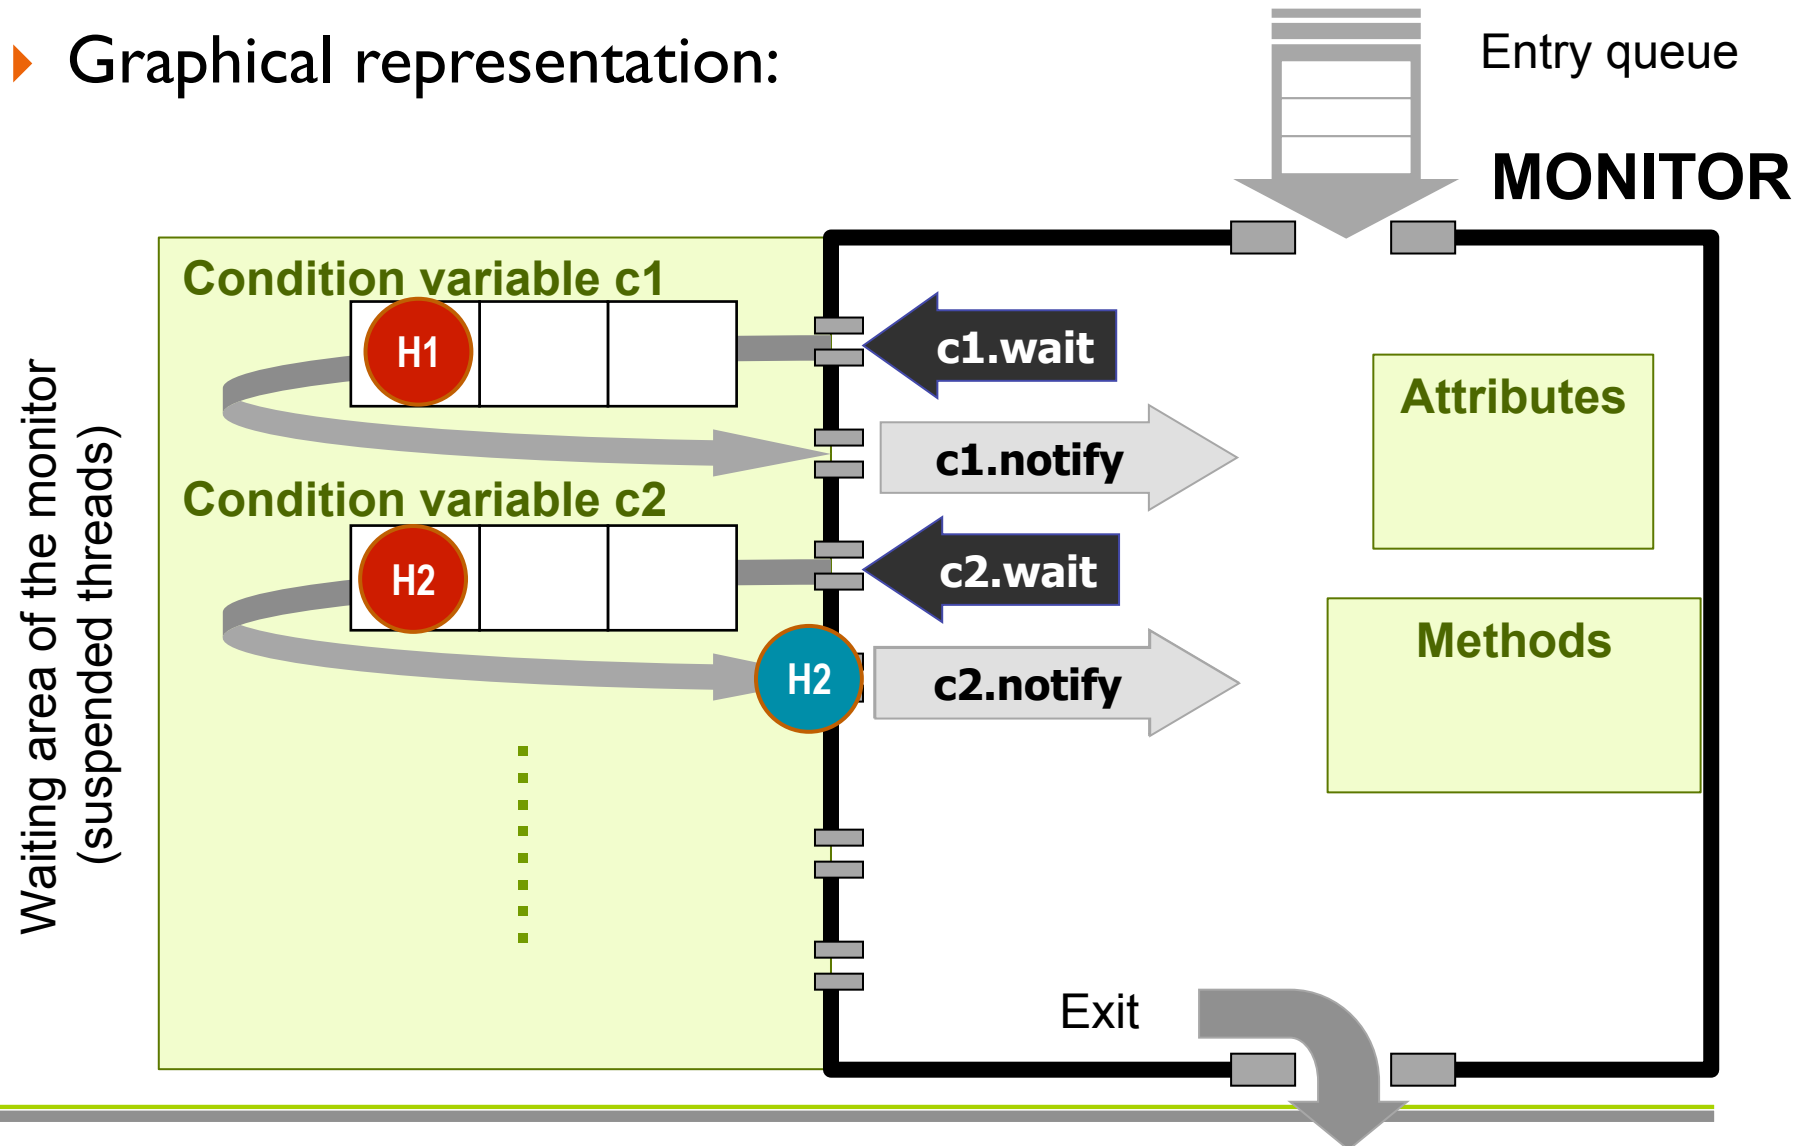 Graphical representation:
Entry queue
MONITOR
Condition variable c1
H1
c1.wait
Attributes
c1.notify
Condition variable c2
H2
c2.wait
Methods
H2
c2.notify
Waiting area of the monitor
(suspended threads)
Exit